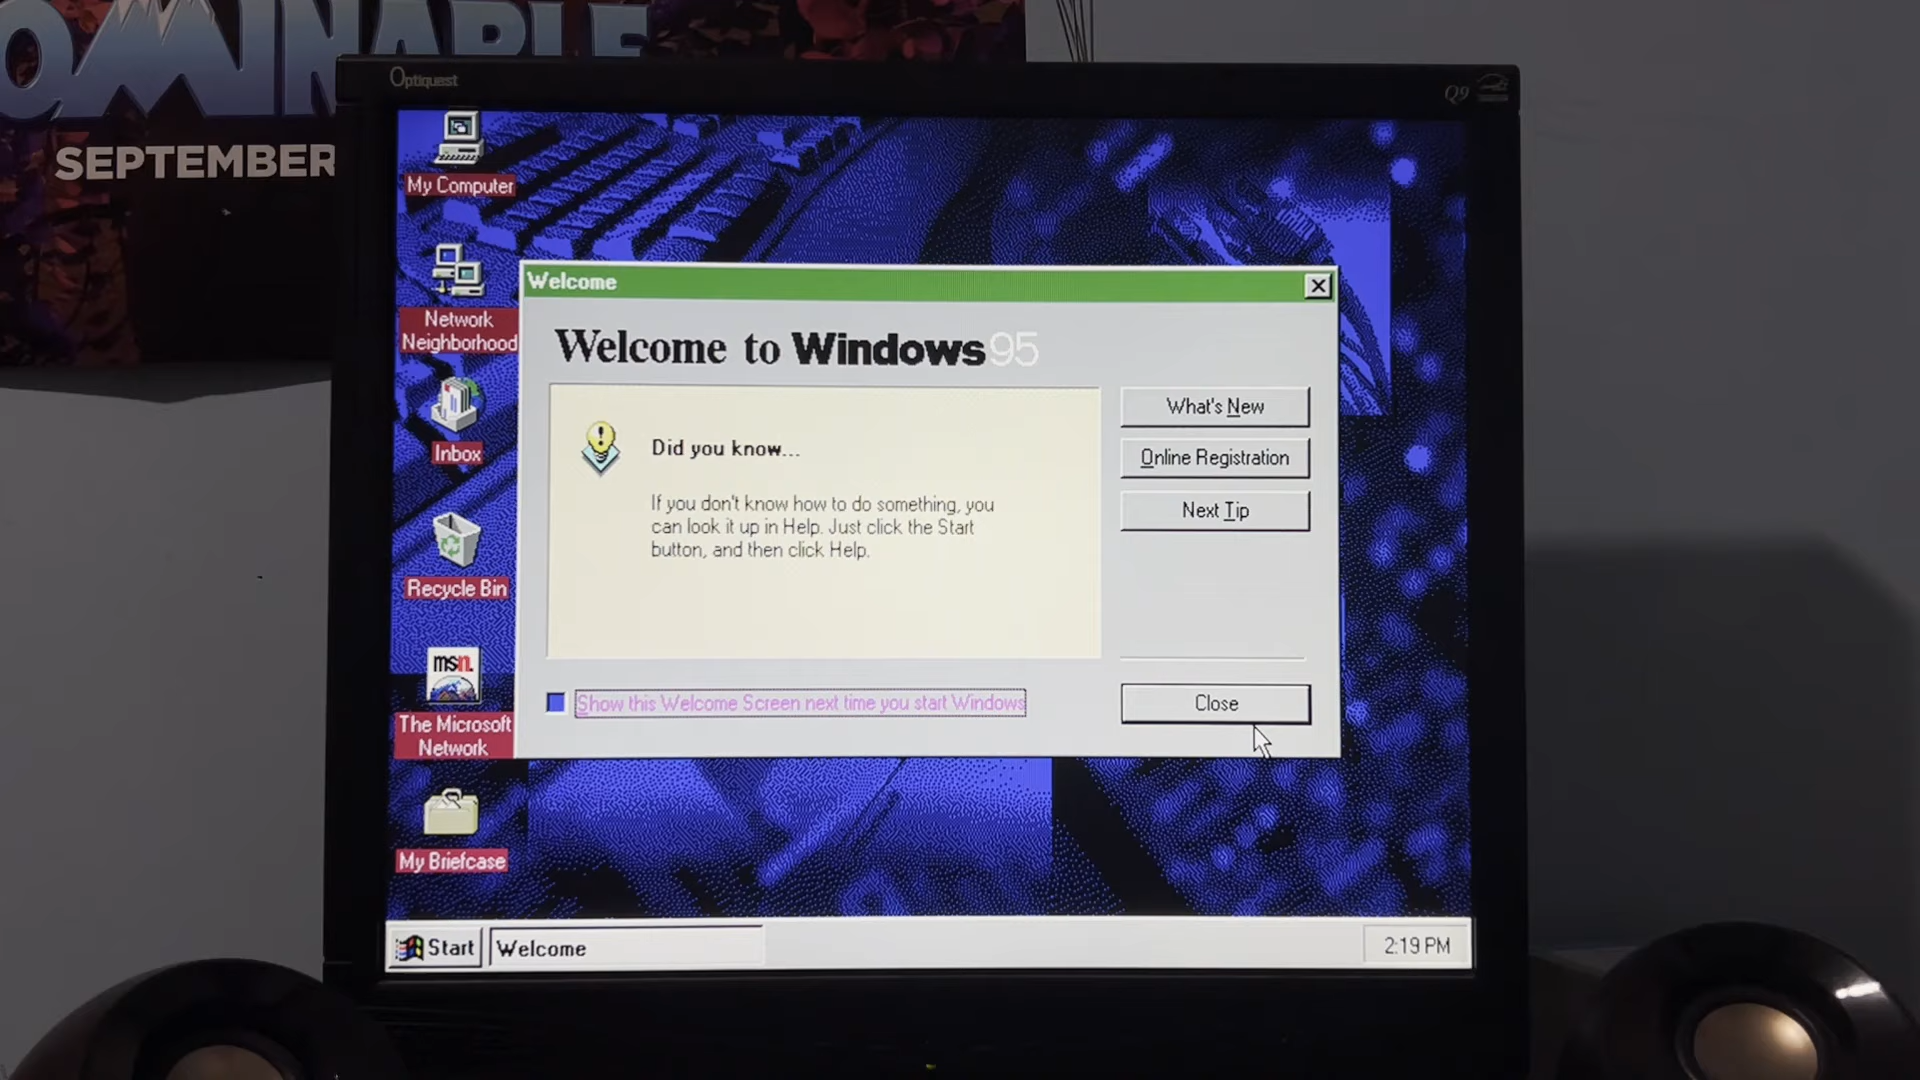 OMINABLE
SEPTEMBER
Optiquest
Q9
My Computer
Network
Neighborhood
Inbox
Recycle Bin
msn.
The Microsoft
Network
My Briefcase
Welcome
Welcome to Windows 95
Did you know...
If you don't know how to do something, you
can look it up in Help. Just click the Start
button, and then click Help.
What's New
Online Registration
Next Tip
Show this Welcome Screen next time you start Windows
Close
Start
Welcome
2:19 PM